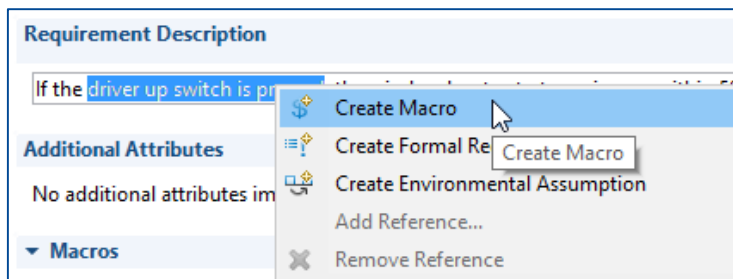 Requirement Description
If the driver up switch is pressed
Create Macro
Additional Attributes
Create Formal Re
Create Macro
No additional attributes im
Create Environmental Assumption
Add Reference...
Macros
Remove Reference